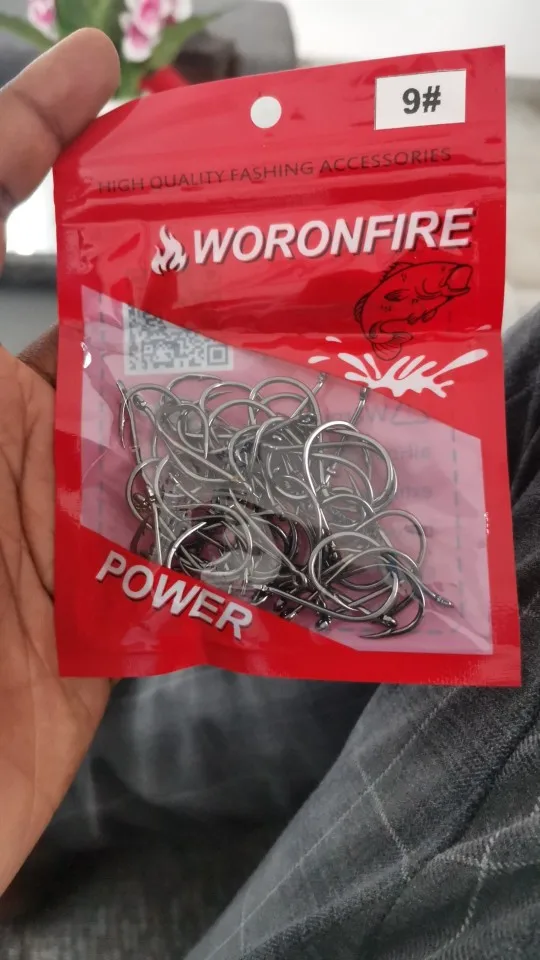 9#
HIGH QUALITY FASHING ACCESSORIES
WORONFIRE
POWER